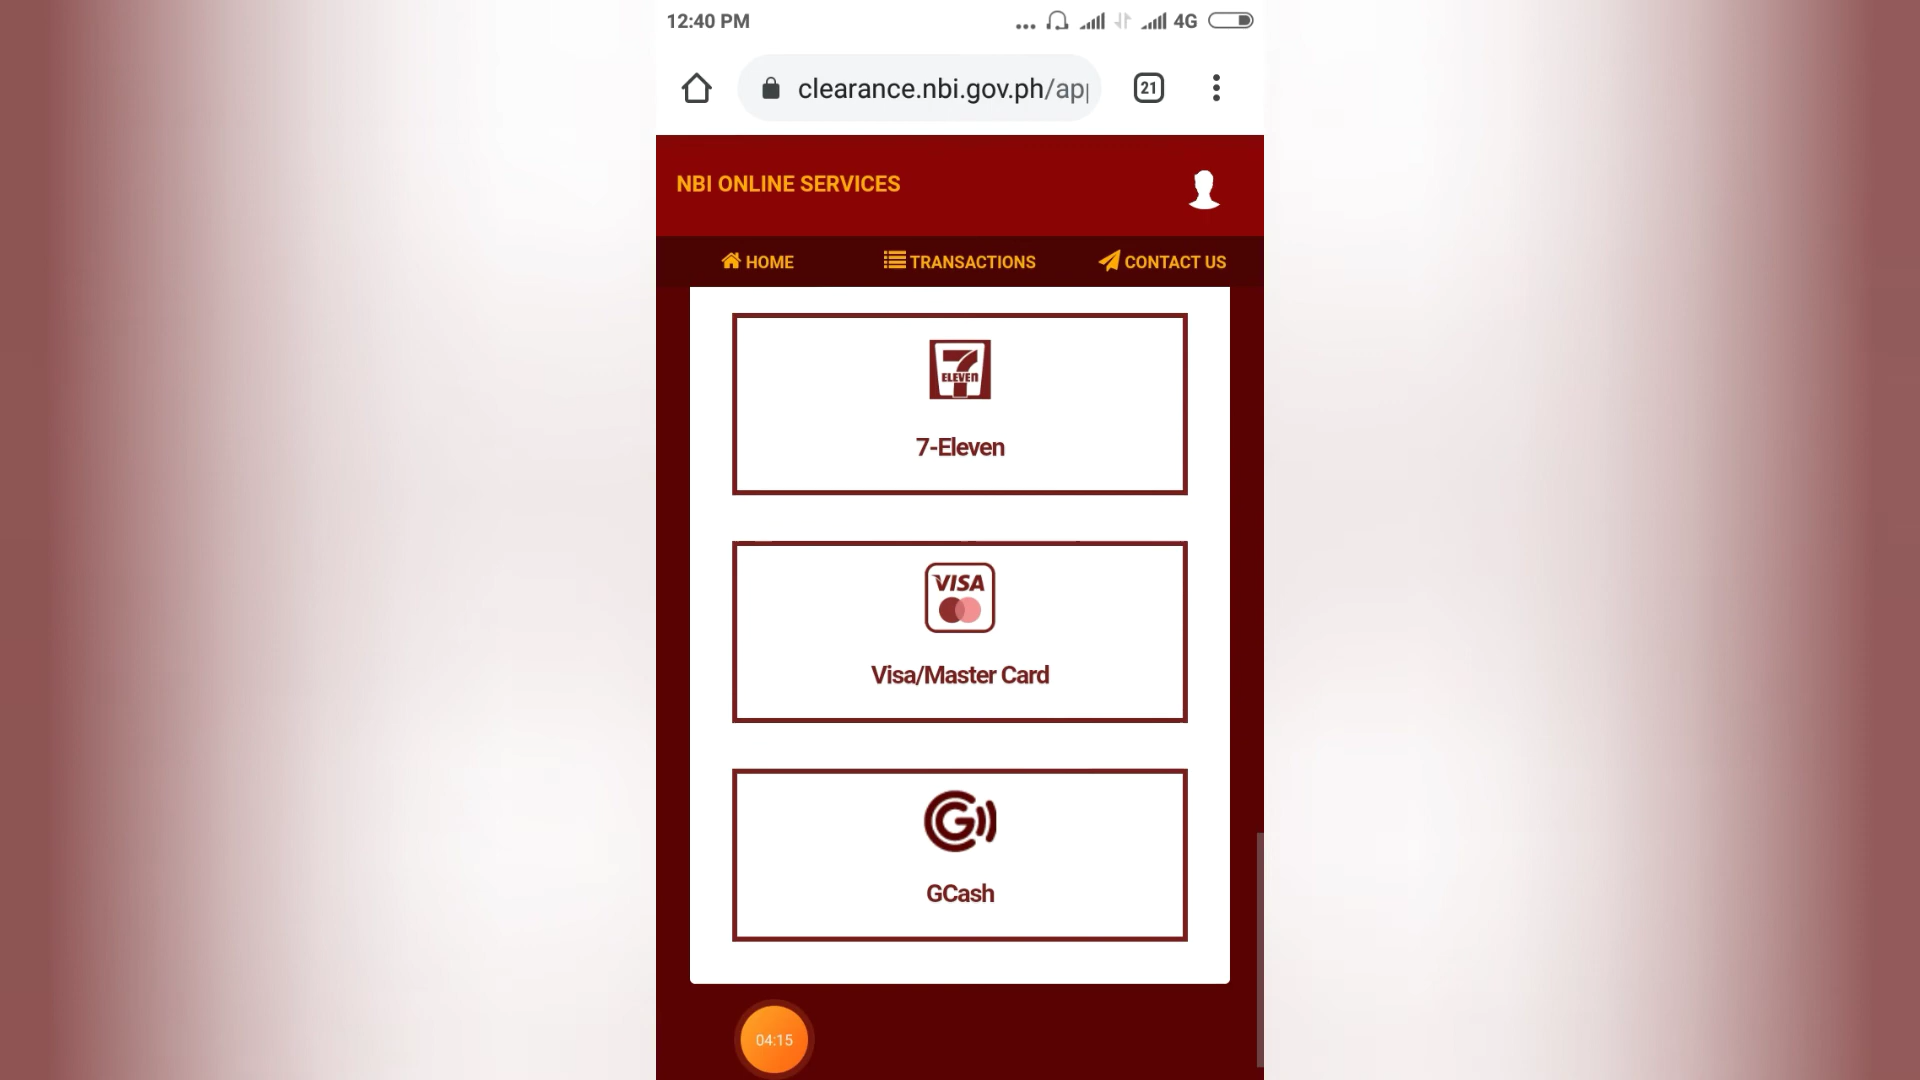 12:40 PM
4G
clearance.nbi.gov.ph/ap
21
NBI ONLINE SERVICES
HOME
TRANSACTIONS
CONTACT US
7
ELEVEn
7-Eleven
VISA
Visa/Master Card
G
GCash
04:15